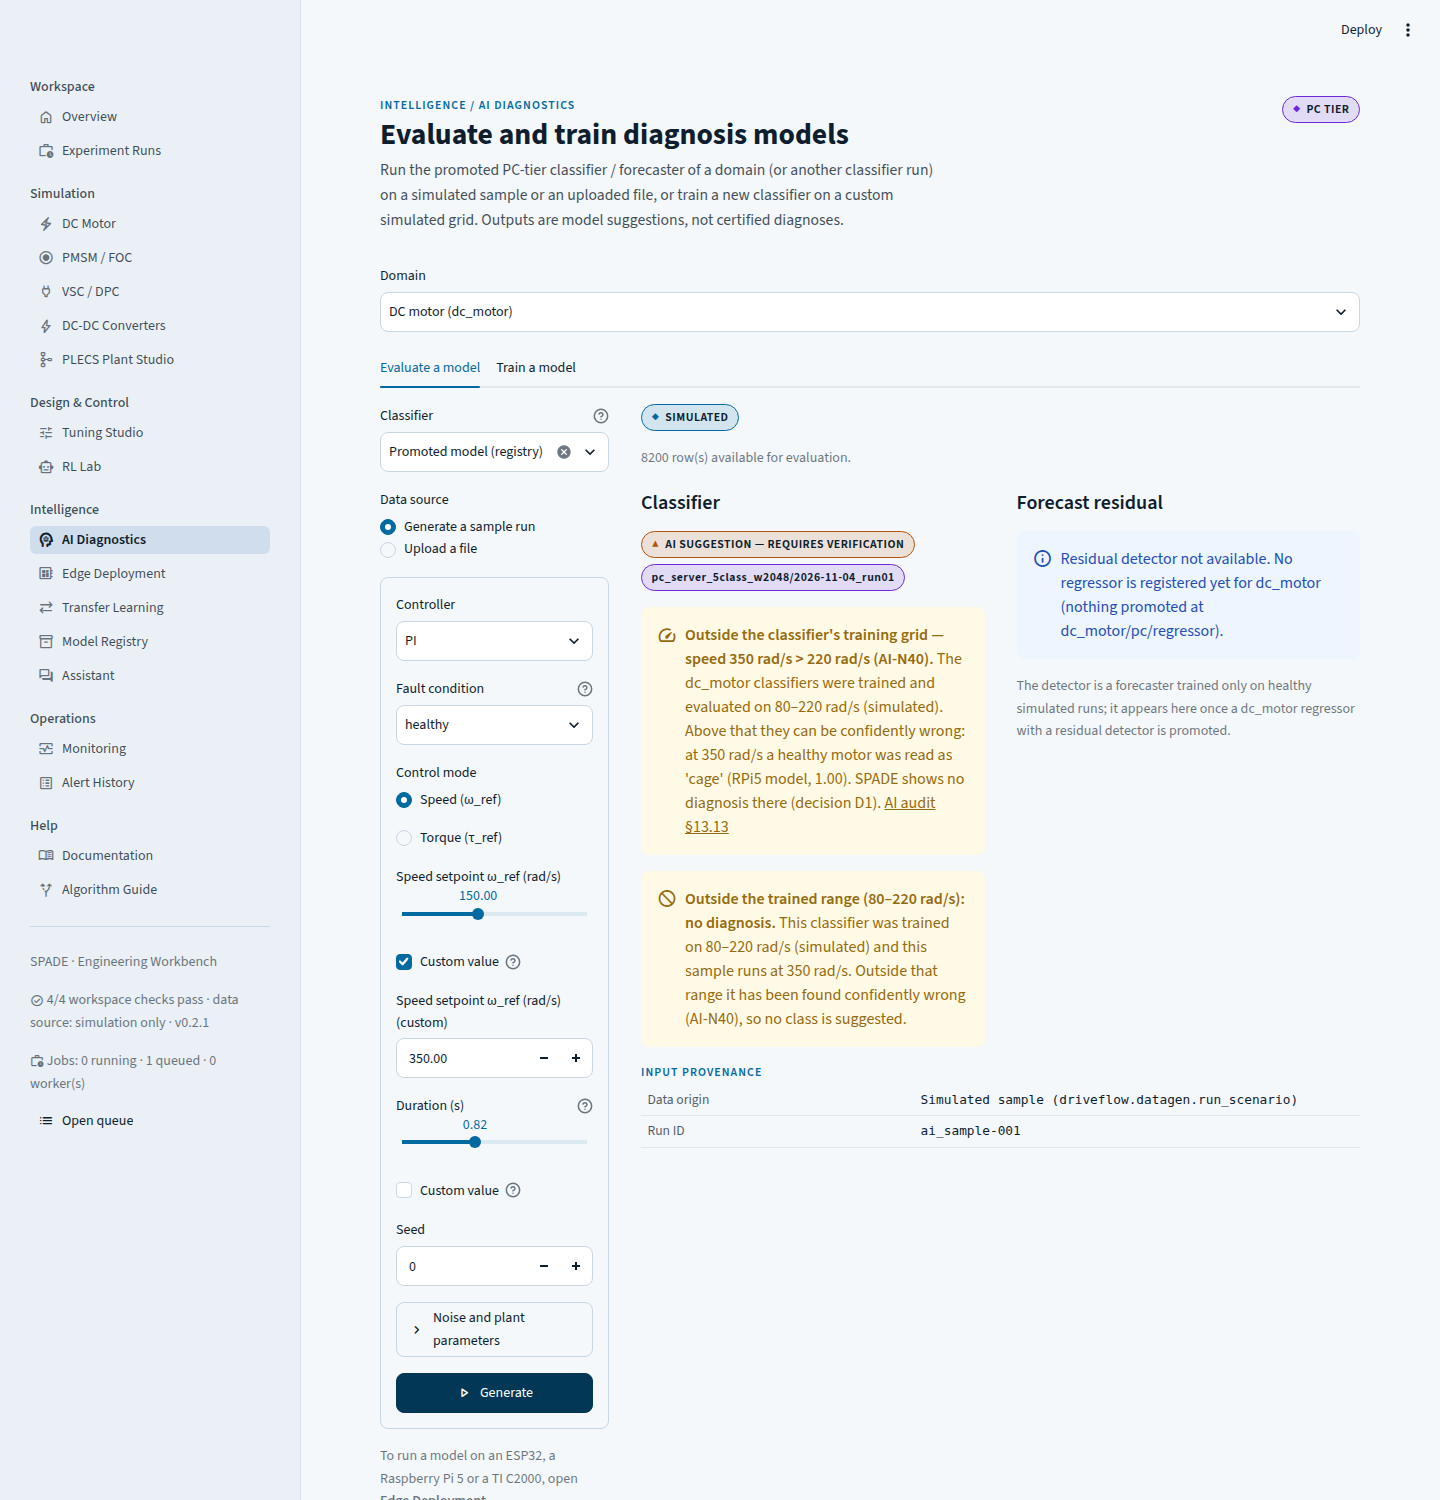 Deploy
Workspace
Overview
Experiment Runs
Simulation
DC Motor
PMSM / FOC
VSC / DPC
DC-DC Converters
PLECS Plant Studio
Design & Control
Tuning Studio
RL Lab
Intelligence
AI Diagnostics
Edge Deployment
Transfer Learning
Model Registry
Assistant
Operations
Monitoring
Alert History
Help
Documentation
Algorithm Guide
SPADE · Engineering Workbench
4/4 workspace checks pass · data
source: simulation only · v0.2.1
Jobs: 0 running · 1 queued · 0
worker(s)
Open queue
INTELLIGENCE / AI DIAGNOSTICS
PC TIER
Evaluate and train diagnosis models
Run the promoted PC-tier classifier / forecaster of a domain (or another classifier run)
on a simulated sample or an uploaded file, or train a new classifier on a custom
simulated grid. Outputs are model suggestions, not certified diagnoses.
Domain
DC motor (dc_motor)
Evaluate a model
Train a model
Classifier
Promoted model (registry)
Data source
Generate a sample run
Upload a file
Controller
PI
Fault condition
healthy
Control mode
Speed (ω_ref)
Torque (τ_ref)
Speed setpoint ω_ref (rad/s)
150.00
Custom value
Speed setpoint ω_ref (rad/s)
(custom)
350.00
Duration (s)
0.82
Custom value
Seed
0
Noise and plant
parameters
Generate
To run a model on an ESP32, a
Raspberry Pi 5 or a TI C2000, open
Edge Deployment
SIMULATED
8200 row(s) available for evaluation.
Classifier
AI SUGGESTION — REQUIRES VERIFICATION
pc_server_5class_w2048/2026-11-04_run01
Outside the classifier's training grid —
speed 350 rad/s > 220 rad/s (AI-N40). The
dc_motor classifiers were trained and
evaluated on 80–220 rad/s (simulated).
Above that they can be confidently wrong:
at 350 rad/s a healthy motor was read as
'cage' (RPi5 model, 1.00). SPADE shows no
diagnosis there (decision D1). AI audit
§13.13
Outside the trained range (80–220 rad/s):
no diagnosis. This classifier was trained
on 80–220 rad/s (simulated) and this
sample runs at 350 rad/s. Outside that
range it has been found confidently wrong
(AI-N40), so no class is suggested.
Forecast residual
Residual detector not available. No
regressor is registered yet for dc_motor
(nothing promoted at
dc_motor/pc/regressor).
The detector is a forecaster trained only on healthy
simulated runs; it appears here once a dc_motor regressor
with a residual detector is promoted.
INPUT PROVENANCE
Data origin
Simulated sample (driveflow.datagen.run_scenario)
Run ID
ai_sample-001